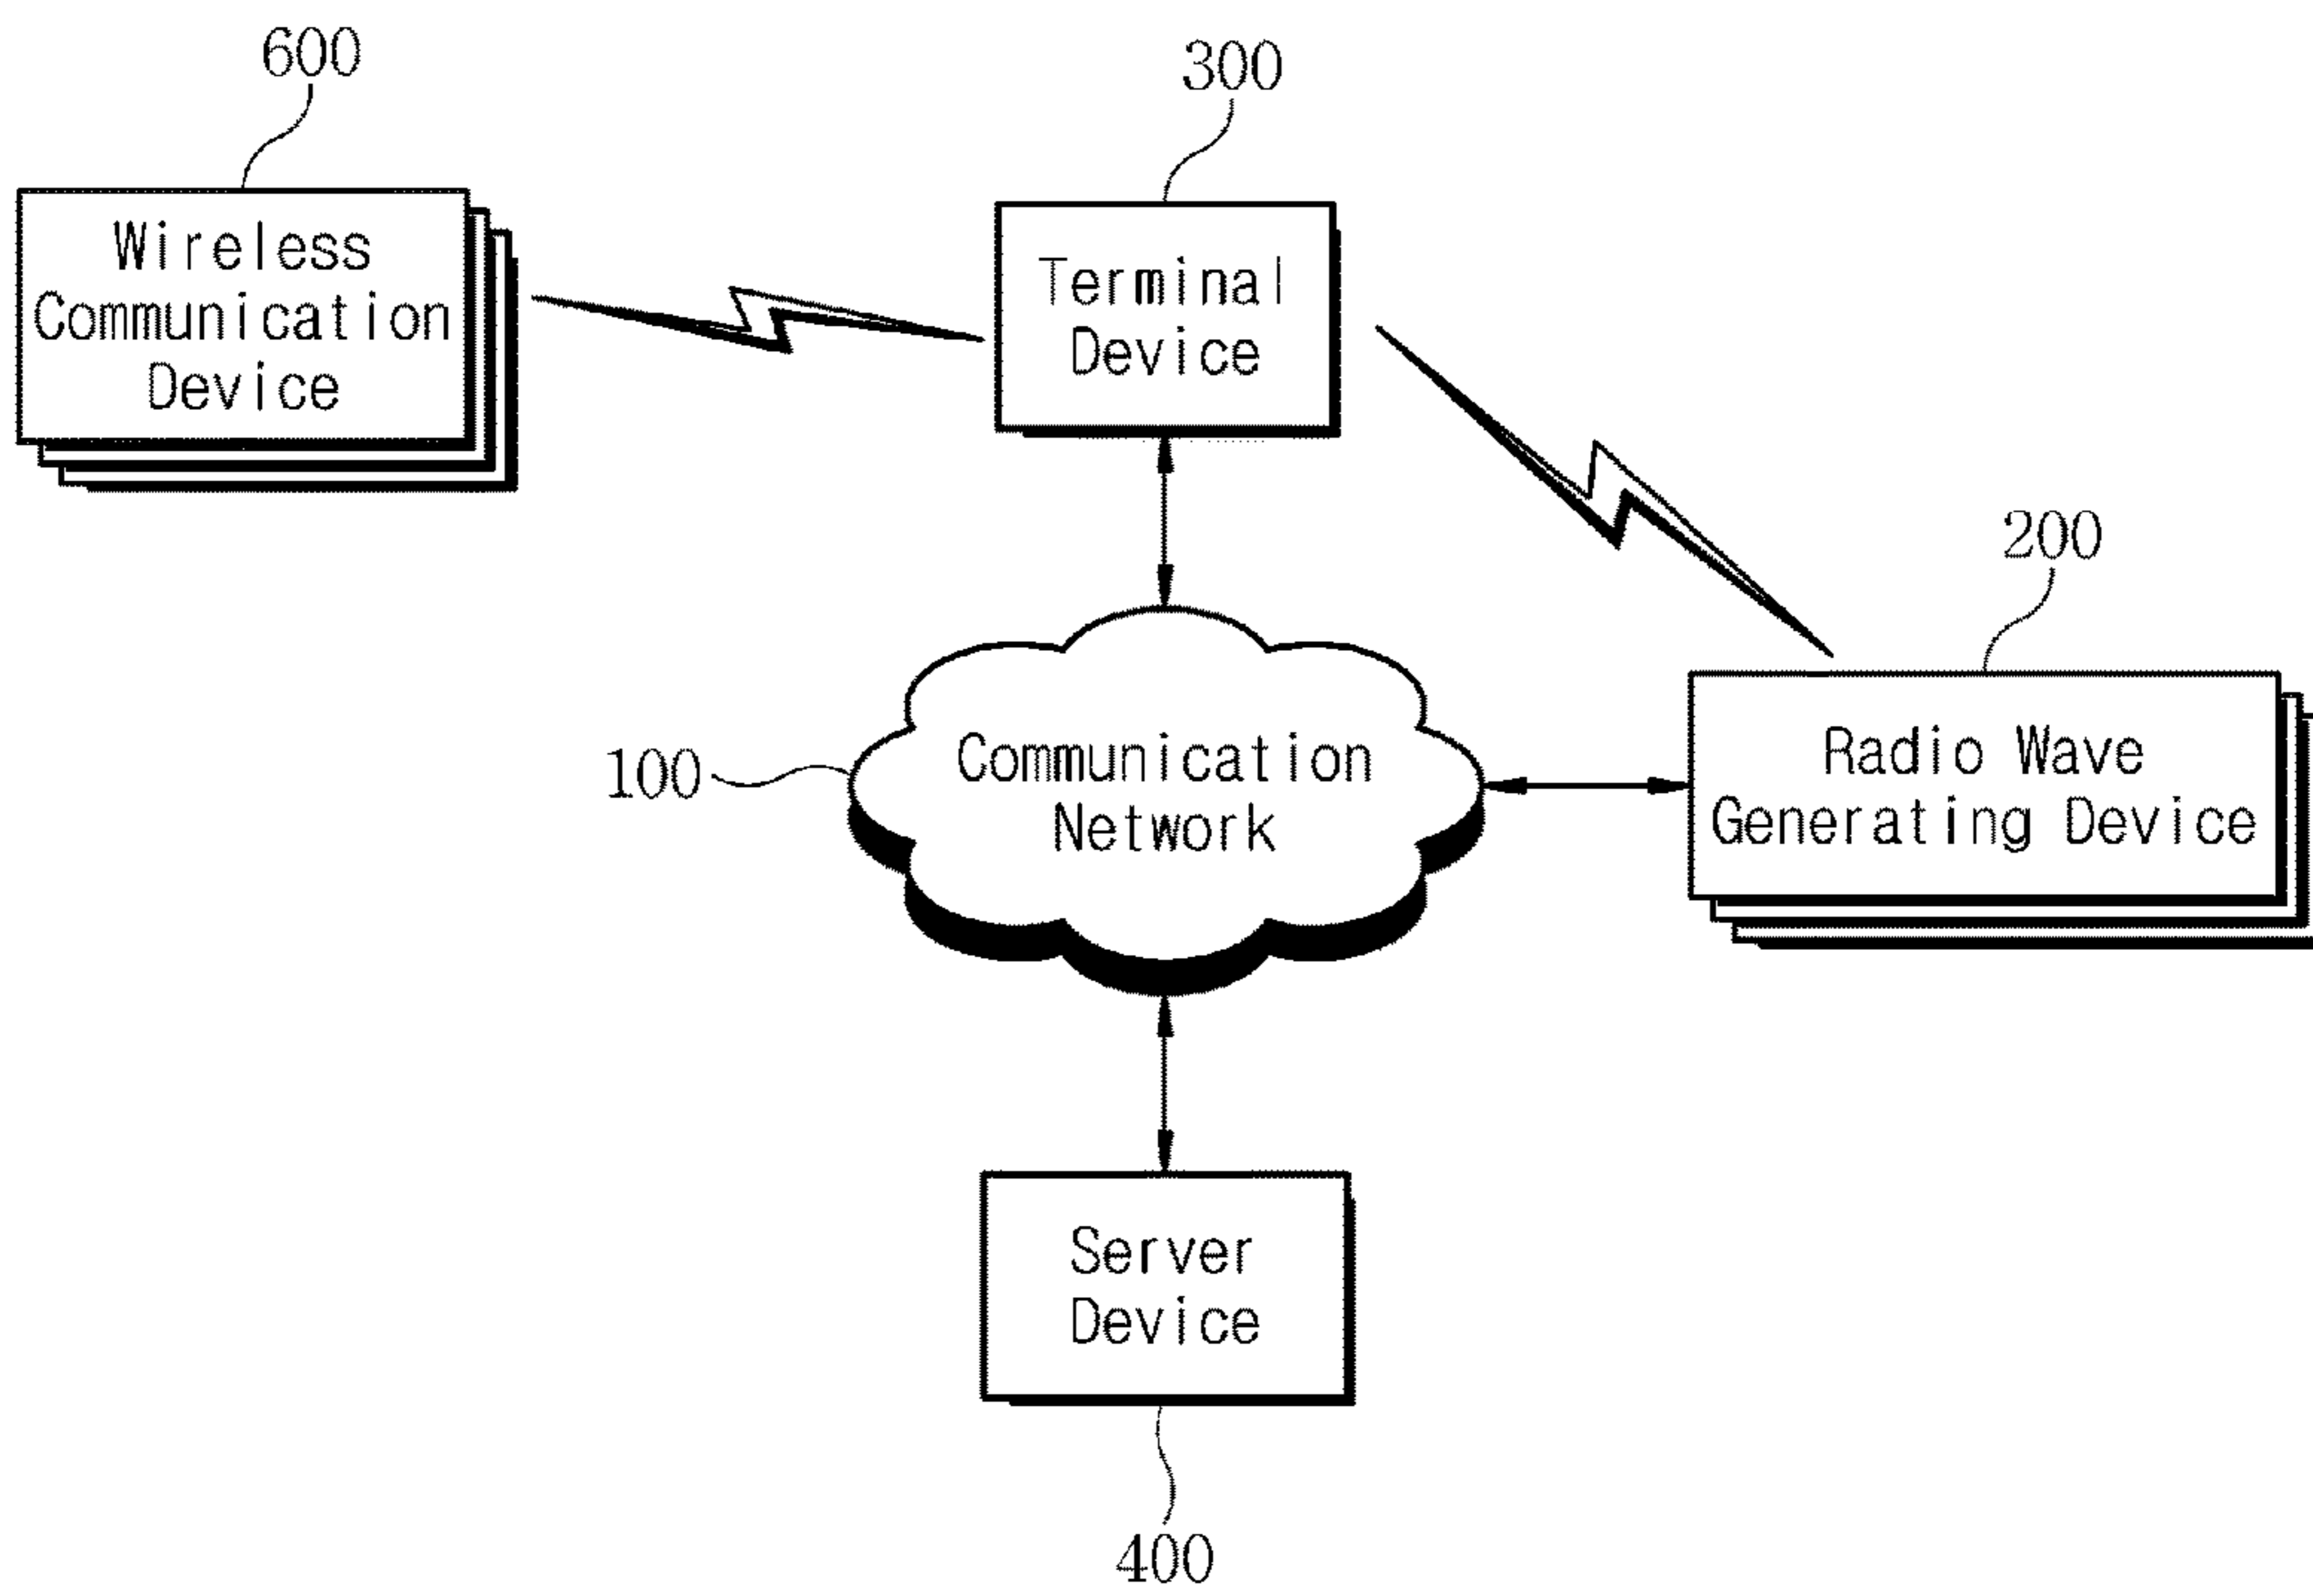 600
Wireless
Communication
Device
300
Terminal
Device
200
Radio Wave
Generating Device
100
Communication
Network
Server
Device
400